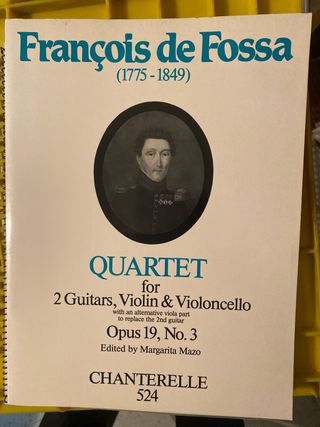 François de Fossa
(1775-1849)
QUARTET
for
2 Guitars, Violin & Violoncello
with an alternative viola part
to replace the 2nd guitar
Opus 19, No. 3
Edited by Margarita Mazo
CHANTERELLE
524